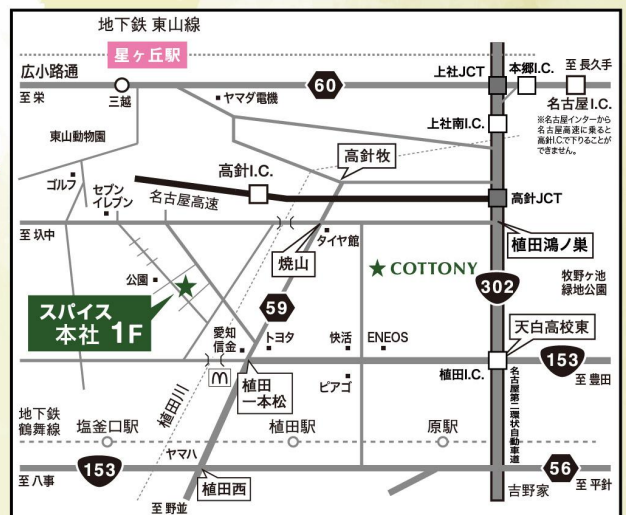 地下鉄 東山線
星ヶ丘駅
広小路通
至 栄
三越
ヤマダ電機
60
上社JCT
本郷I.C.
至 長久手
名古屋I.C.
※名古屋インターから
名古屋高速に乗ると
高針I.Cで下りることが
できません。
上社南I.C.
東山動物園
ゴルフ
セブン
イレブン
高針I.C.
名古屋高速
高針牧
高針JCT
至 圦中
タイヤ館
焼山
植田鴻ノ巣
公園
スパイス
本社 1F
COTTONY
302
牧野ヶ池
緑地公園
59
天白高校東
愛知
信金
トヨタ
快活
ENEOS
植田I.C.
153
至 豊田
植田
一本松
ピアゴ
植田川
名古屋第二環状自動車道
地下鉄
鶴舞線
塩釜口駅
植田駅
原駅
ヤマハ
153
至 八事
植田西
56
至 平針
吉野家
至 野並